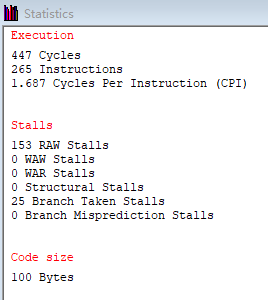 Statistics
Execution
447 Cycles
265 Instructions
1.687 Cycles Per Instruction (CPI)
Stalls
153 RAW Stalls
0 WAW Stalls
0 WAR Stalls
0 Structural Stalls
25 Branch Taken Stalls
0 Branch Misprediction Stalls
Code size
100 Bytes